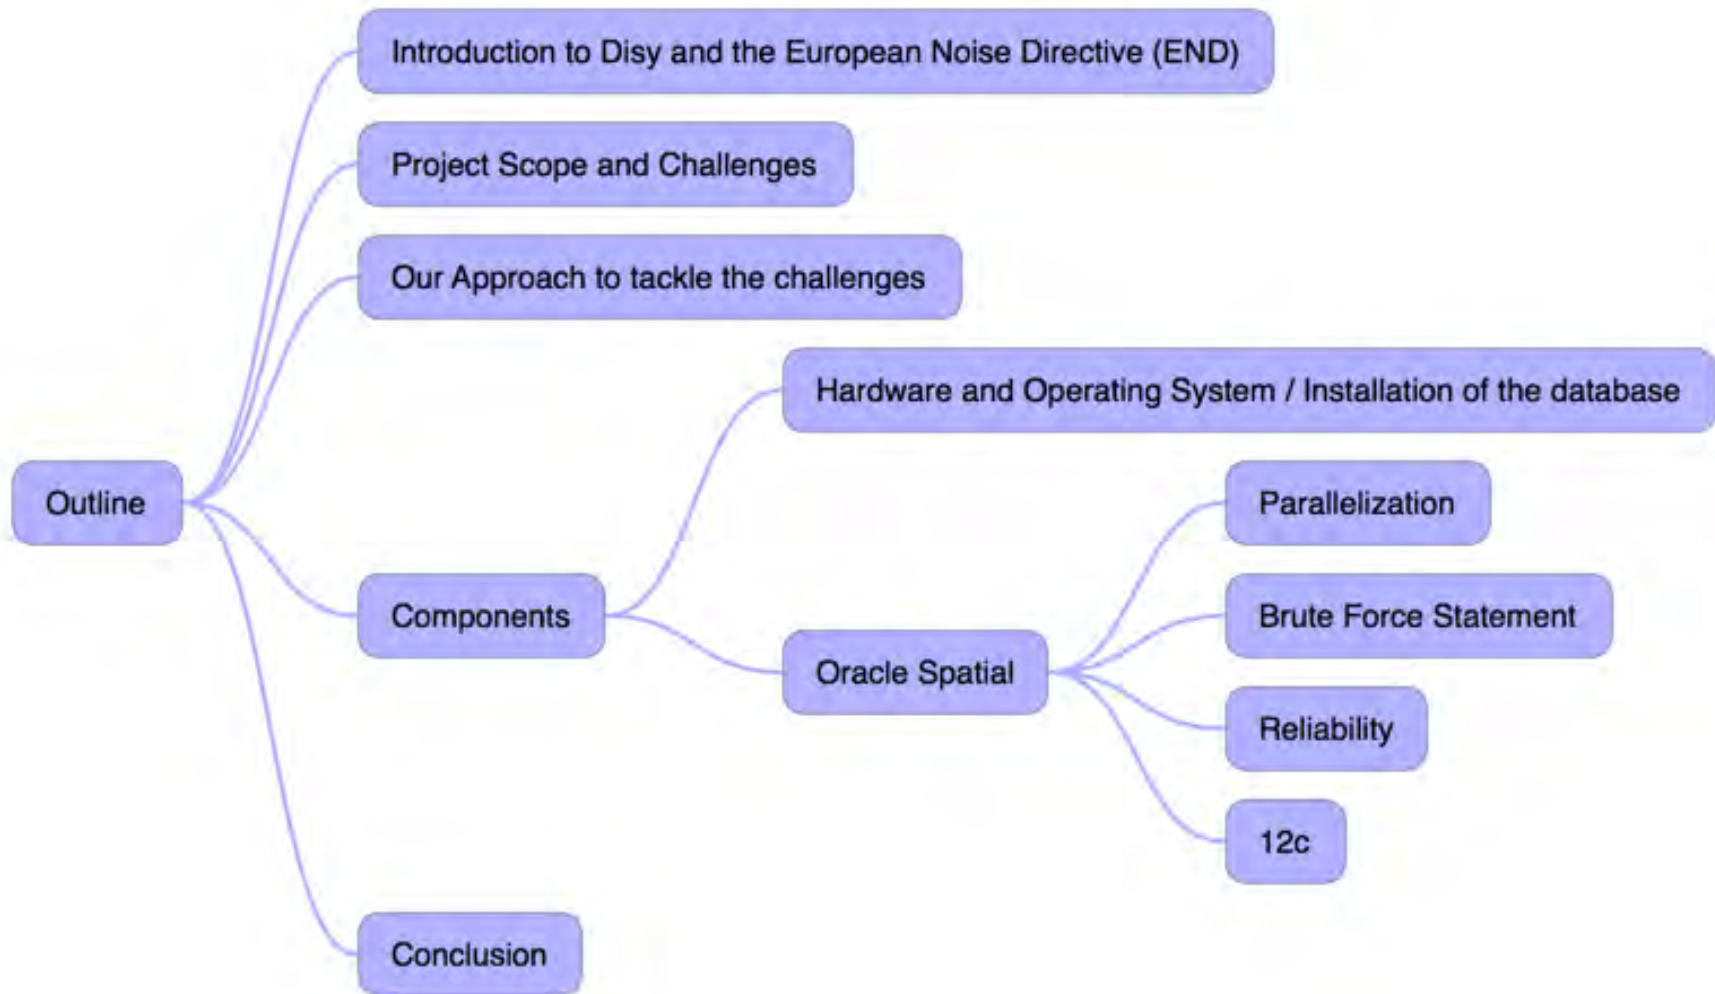 Outline
Introduction to Disy and the European Noise Directive (END)
Project Scope and Challenges
Our Approach to tackle the challenges
Components
Hardware and Operating System / Installation of the database
Oracle Spatial
Parallelization
Brute Force Statement
Reliability
12c
Conclusion